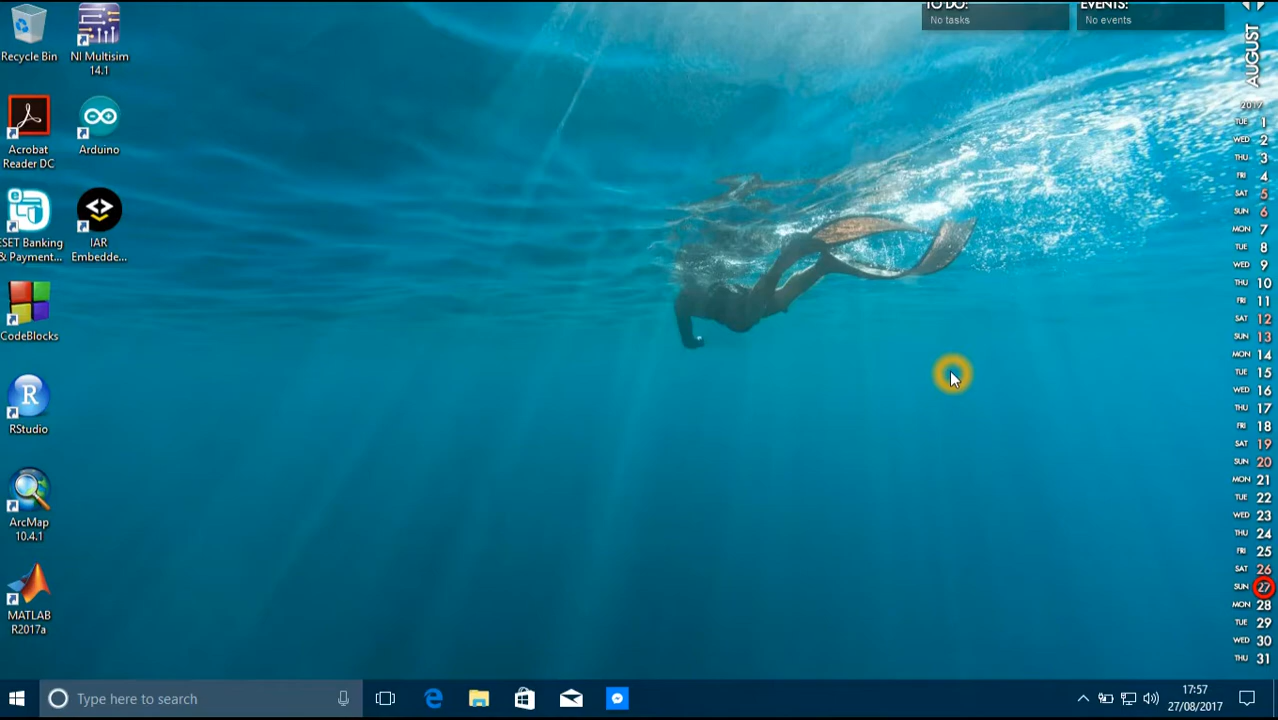 Recycle Bin
NI Multisim
14.1
Acrobat
Reader DC
Arduino
ESET Banking
& Payment...
IAR
Embedde...
CodeBlocks
R
RStudio
ArcMap
10.4.1
MATLAB
R2017a
TO DO:
No tasks
EVENTS:
No events
AUGUST
2017
TUE 1
WED 2
THU 3
FRI 4
SAT 5
SUN 6
MON 7
TUE 8
WED 9
THU 10
FRI 11
SAT 12
SUN 13
MON 14
TUE 15
WED 16
THU 17
FRI 18
SAT 19
SUN 20
MON 21
TUE 22
WED 23
THU 24
FRI 25
SAT 26
SUN 27
MON 28
TUE 29
WED 30
THU 31
Type here to search
17:57
27/08/2017